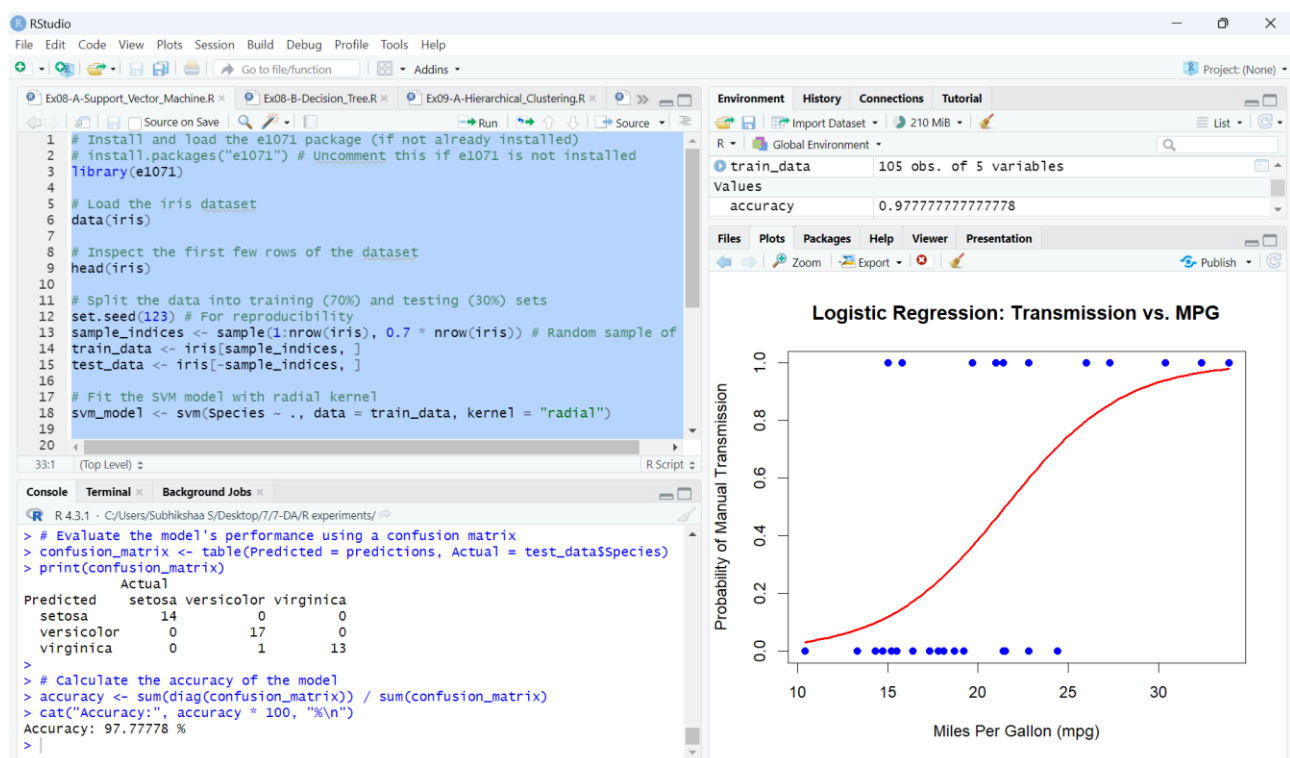 RStudio
File Edit Code View Plots Session Build Debug Profile Tools Help
Go to file/function Addins
Project: (None)
Ex08-A-Support_Vector_Machine.R Ex08-B-Decision_Tree.R Ex09-A-Hierarchical_Clustering.R
Source on Save Run Source
1 # Install and load the e1071 package (if not already installed)
2 # install.packages("e1071") # Uncomment this if e1071 is not installed
3 library(e1071)
4
5 # Load the iris dataset
6 data(iris)
7
8 # Inspect the first few rows of the dataset
9 head(iris)
10
11 # Split the data into training (70%) and testing (30%) sets
12 set.seed(123) # For reproducibility
13 sample_indices <- sample(1:nrow(iris), 0.7 * nrow(iris)) # Random sample of
14 train_data <- iris[sample_indices, ]
15 test_data <- iris[-sample_indices, ]
16
17 # Fit the SVM model with radial kernel
18 svm_model <- svm(Species ~ ., data = train_data, kernel = "radial")
19
20
33:1 (Top Level) R Script
Console Terminal Background Jobs
R 4.3.1 · C:/Users/Subhikshaa S/Desktop/7/7-DA/R experiments/
> # Evaluate the model's performance using a confusion matrix
> confusion_matrix <- table(Predicted = predictions, Actual = test_data$Species)
> print(confusion_matrix)
Actual
Predicted setosa versicolor virginica
setosa 14 0 0
versicolor 0 17 0
virginica 0 1 13
>
> # Calculate the accuracy of the model
> accuracy <- sum(diag(confusion_matrix)) / sum(confusion_matrix)
> cat("Accuracy:", accuracy * 100, "%\n")
Accuracy: 97.77778 %
>
Environment History Connections Tutorial
Import Dataset 210 MiB List
R Global Environment
train_data 105 obs. of 5 variables
Values
accuracy 0.977777777777778
Files Plots Packages Help Viewer Presentation
Zoom Export Publish
Logistic Regression: Transmission vs. MPG
Probability of Manual Transmission
1.0
0.8
0.6
0.4
0.2
0.0
10 15 20 25 30
Miles Per Gallon (mpg)